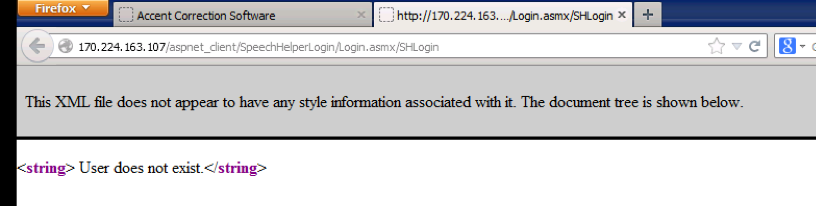 Firefox
Accent Correction Software
http://170.224.163..../Login.asmx/SHLogin
170.224.163.107/aspnet_client/SpeechHelperLogin/Login.asmx/SHLogin
This XML file does not appear to have any style information associated with it. The document tree is shown below.
<string> User does not exist.</string>